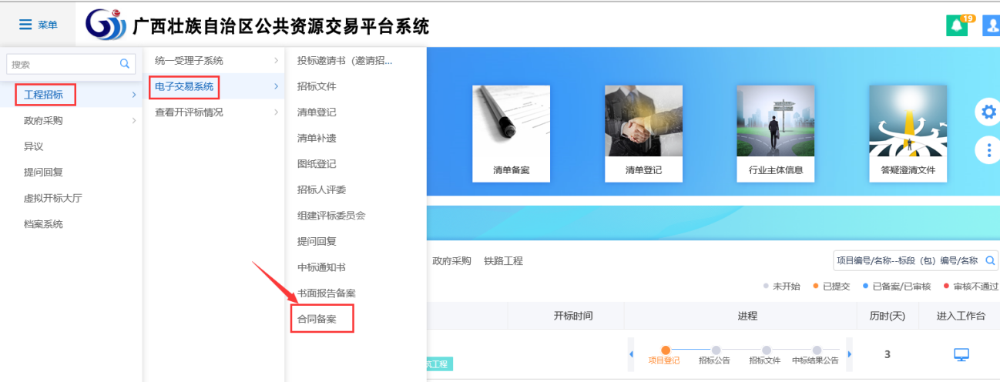 菜单
广西壮族自治区公共资源交易平台系统
19
搜索
工程招标
政府采购
异议
提问回复
虚拟开标大厅
档案系统
统一受理子系统
电子交易系统
查看开评标情况
投标邀请书（邀请招...
招标文件
清单登记
清单补遗
图纸登记
招标人评委
组建评标委员会
提问回复
中标通知书
书面报告备案
合同备案
清单备案
清单登记
行业主体信息
答疑澄清文件
政府采购 铁路工程
项目编号/名称--标段（包）编号/名称
未开始 已提交 已备案/已审核 审核不通过
开标时间 进程 历时(天) 进入工作台
项目登记 招标公告 招标文件 中标结果公告
3
工程